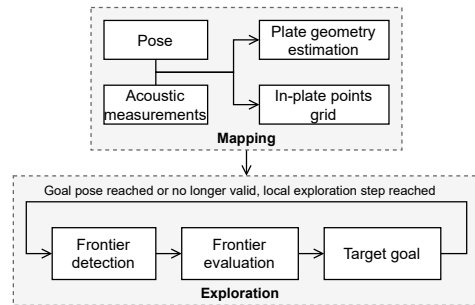 Pose
Plate geometry
estimation
Acoustic
measurements
In-plate points
grid
Mapping
Goal pose reached or no longer valid, local exploration step reached
Frontier
detection
Frontier
evaluation
Target goal
Exploration